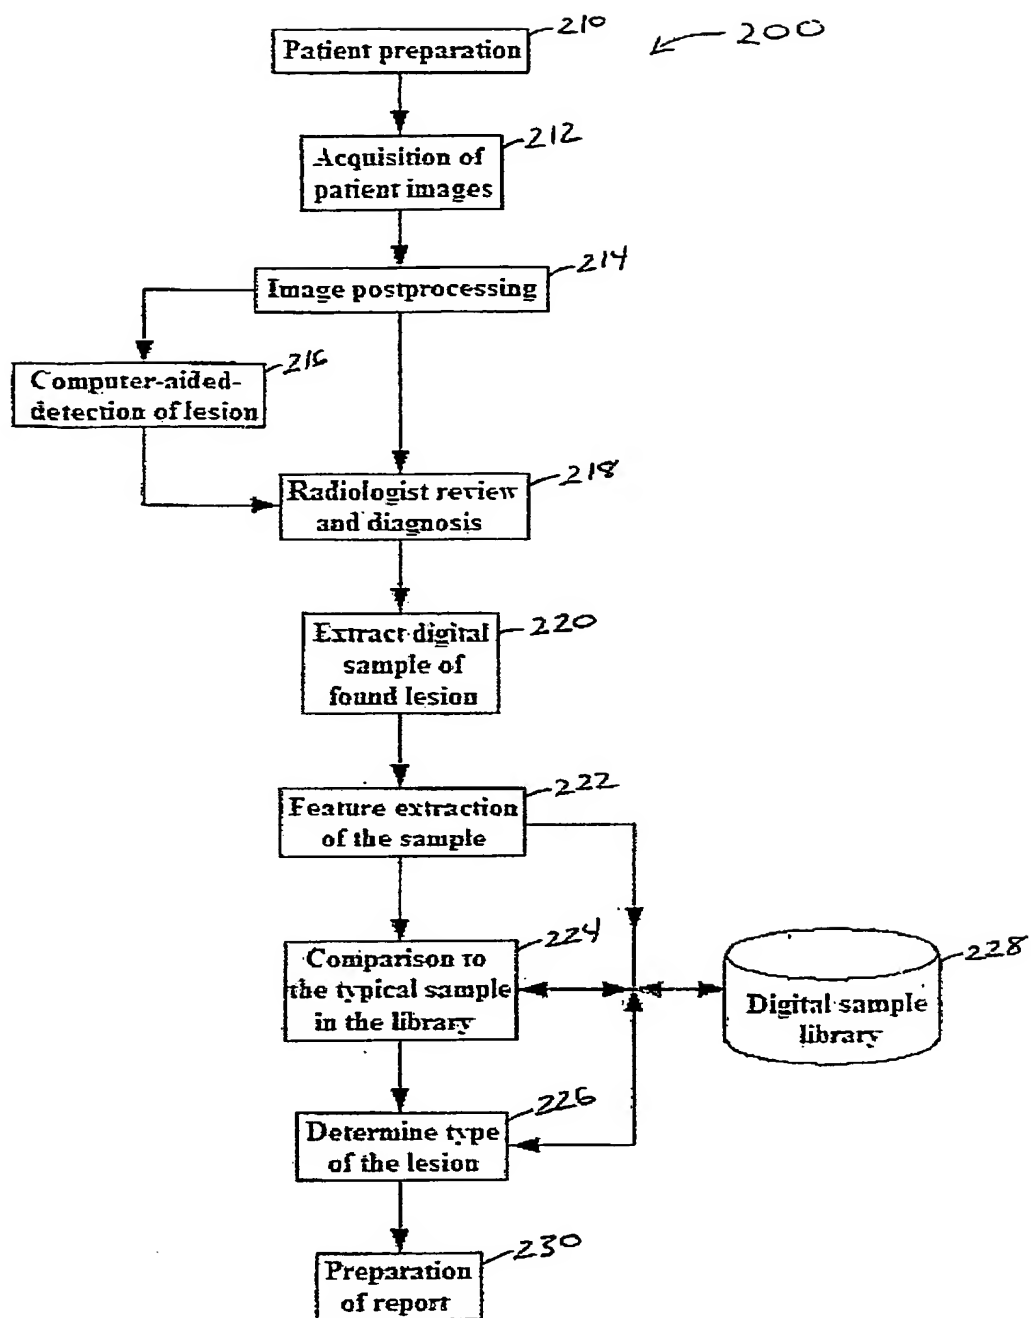 210
Patient preparation
200
212
Acquisition of
patient images
214
Image postprocessing
216
Computer-aided-
detection of lesion
218
Radiologist review
and diagnosis
220
Extract digital
sample of
found lesion
222
Feature extraction
of the sample
224
Comparison to
the typical sample
in the library
228
Digital sample
library
226
Determine type
of the lesion
230
Preparation
of report